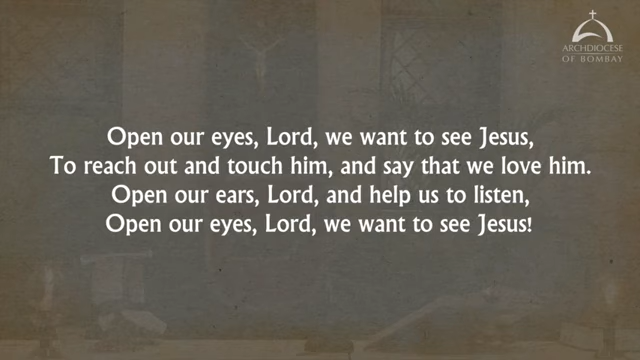 ARCHDIOCESE
OF BOMBAY
Open our eyes, Lord, we want to see Jesus,
To reach out and touch him, and say that we love him.
Open our ears, Lord, and help us to listen,
Open our eyes, Lord, we want to see Jesus!